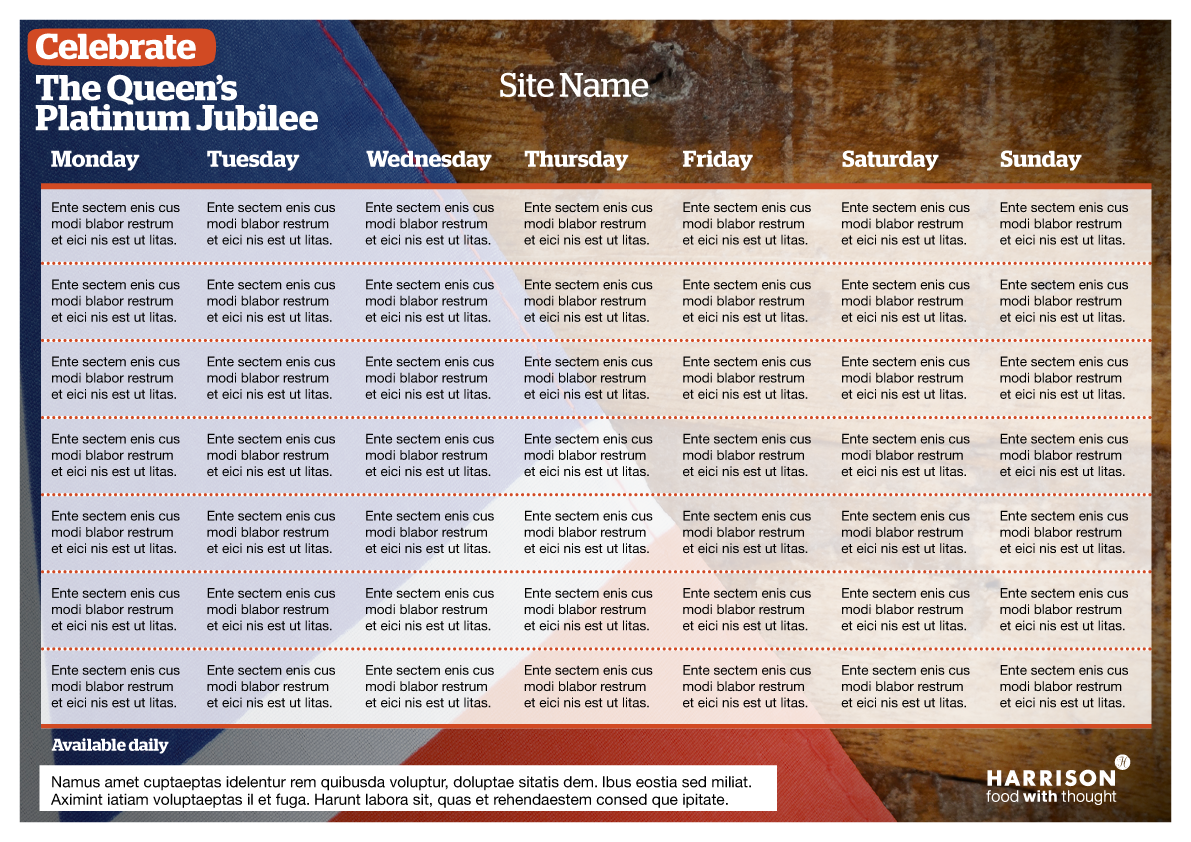 Celebrate
The Queen's
Platinum Jubilee
Site Name
Monday Tuesday Wednesday Thursday Friday Saturday Sunday
Ente sectem enis cus Ente sectem enis cus Ente sectem enis cus Ente sectem enis cus Ente sectem enis cus Ente sectem enis cus Ente sectem enis cus
modi blabor restrum modi blabor restrum modi blabor restrum modi blabor restrum modi blabor restrum modi blabor restrum modi blabor restrum
et eici nis est ut litas. et eici nis est ut litas. et eici nis est ut litas. et eici nis est ut litas. et eici nis est ut litas. et eici nis est ut litas. et eici nis est ut litas.
Ente sectem enis cus Ente sectem enis cus Ente sectem enis cus Ente sectem enis cus Ente sectem enis cus Ente sectem enis cus Ente sectem enis cus
modi blabor restrum modi blabor restrum modi blabor restrum modi blabor restrum modi blabor restrum modi blabor restrum modi blabor restrum
et eici nis est ut litas. et eici nis est ut litas. et eici nis est ut litas. et eici nis est ut litas. et eici nis est ut litas. et eici nis est ut litas. et eici nis est ut litas.
Ente sectem enis cus Ente sectem enis cus Ente sectem enis cus Ente sectem enis cus Ente sectem enis cus Ente sectem enis cus Ente sectem enis cus
modi blabor restrum modi blabor restrum modi blabor restrum modi blabor restrum modi blabor restrum modi blabor restrum modi blabor restrum
et eici nis est ut litas. et eici nis est ut litas. et eici nis est ut litas. et eici nis est ut litas. et eici nis est ut litas. et eici nis est ut litas. et eici nis est ut litas.
Ente sectem enis cus Ente sectem enis cus Ente sectem enis cus Ente sectem enis cus Ente sectem enis cus Ente sectem enis cus Ente sectem enis cus
modi blabor restrum modi blabor restrum modi blabor restrum modi blabor restrum modi blabor restrum modi blabor restrum modi blabor restrum
et eici nis est ut litas. et eici nis est ut litas. et eici nis est ut litas. et eici nis est ut litas. et eici nis est ut litas. et eici nis est ut litas. et eici nis est ut litas.
Ente sectem enis cus Ente sectem enis cus Ente sectem enis cus Ente sectem enis cus Ente sectem enis cus Ente sectem enis cus Ente sectem enis cus
modi blabor restrum modi blabor restrum modi blabor restrum modi blabor restrum modi blabor restrum modi blabor restrum modi blabor restrum
et eici nis est ut litas. et eici nis est ut litas. et eici nis est ut litas. et eici nis est ut litas. et eici nis est ut litas. et eici nis est ut litas. et eici nis est ut litas.
Ente sectem enis cus Ente sectem enis cus Ente sectem enis cus Ente sectem enis cus Ente sectem enis cus Ente sectem enis cus Ente sectem enis cus
modi blabor restrum modi blabor restrum modi blabor restrum modi blabor restrum modi blabor restrum modi blabor restrum modi blabor restrum
et eici nis est ut litas. et eici nis est ut litas. et eici nis est ut litas. et eici nis est ut litas. et eici nis est ut litas. et eici nis est ut litas. et eici nis est ut litas.
Ente sectem enis cus Ente sectem enis cus Ente sectem enis cus Ente sectem enis cus Ente sectem enis cus Ente sectem enis cus Ente sectem enis cus
modi blabor restrum modi blabor restrum modi blabor restrum modi blabor restrum modi blabor restrum modi blabor restrum modi blabor restrum
et eici nis est ut litas. et eici nis est ut litas. et eici nis est ut litas. et eici nis est ut litas. et eici nis est ut litas. et eici nis est ut litas. et eici nis est ut litas.
Available daily
Namus amet cuptaeptas idelentur rem quibusda voluptur, doluptae sitatis dem. Ibus eostia sed miliat.
Aximint iatiam voluptaeptas il et fuga. Harunt labora sit, quas et rehendaestem consed que ipitate.
HARRISON H
food with thought